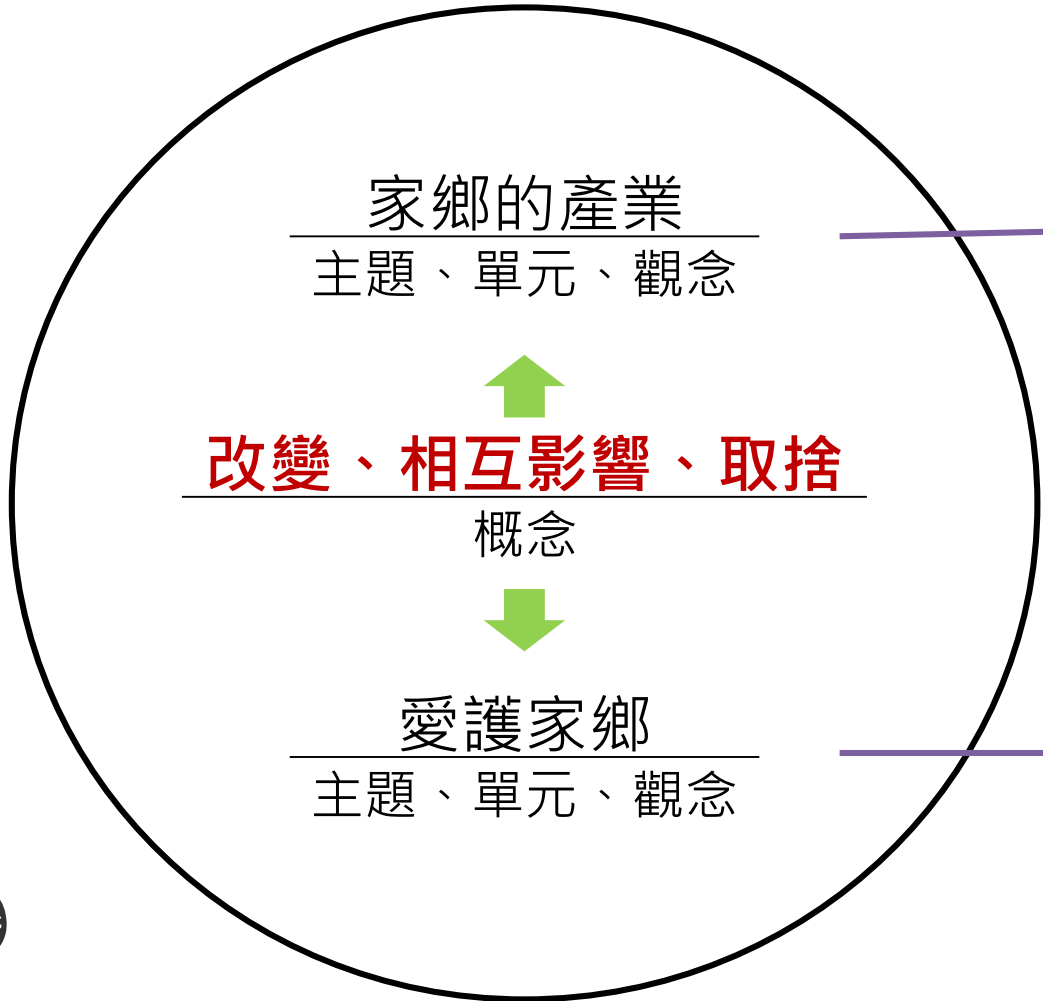 家鄉的產業
主題、單元、觀念
改變、相互影響、取捨
概念
愛護家鄉
主題、單元、觀念